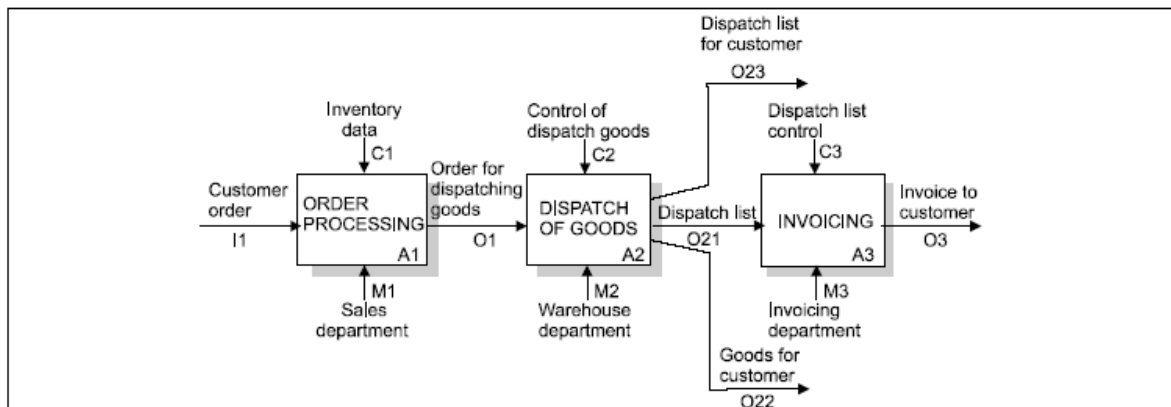 Dispatch list
for customer
O23
Inventory
data
C1
Control of
dispatch goods
C2
Dispatch list
control
C3
Customer
order
I1
ORDER
PROCESSING
A1
Order for
dispatching
goods
O1
DISPATCH
OF GOODS
A2
Dispatch list
O21
INVOICING
A3
Invoice to
customer
O3
M1
Sales
department
M2
Warehouse
department
M3
Invoicing
department
Goods for
customer
O22